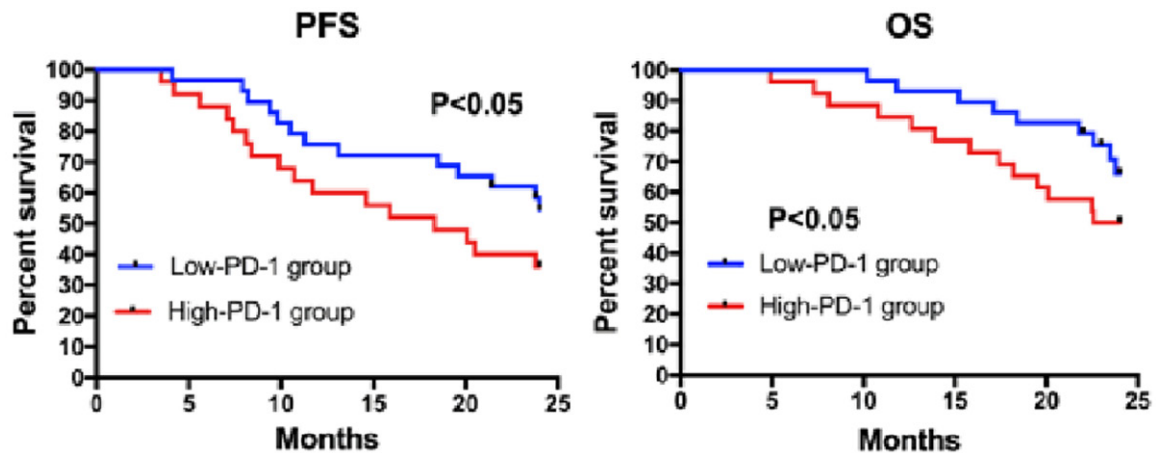 PFS
Percent survival
100
90
80
70
60
50
40
30
20
10
0
P<0.05
Low-PD-1 group
High-PD-1 group
0 5 10 15 20 25
Months
OS
Percent survival
100
90
80
70
60
50
40
30
20
10
0
P<0.05
Low-PD-1 group
High-PD-1 group
0 5 10 15 20 25
Months